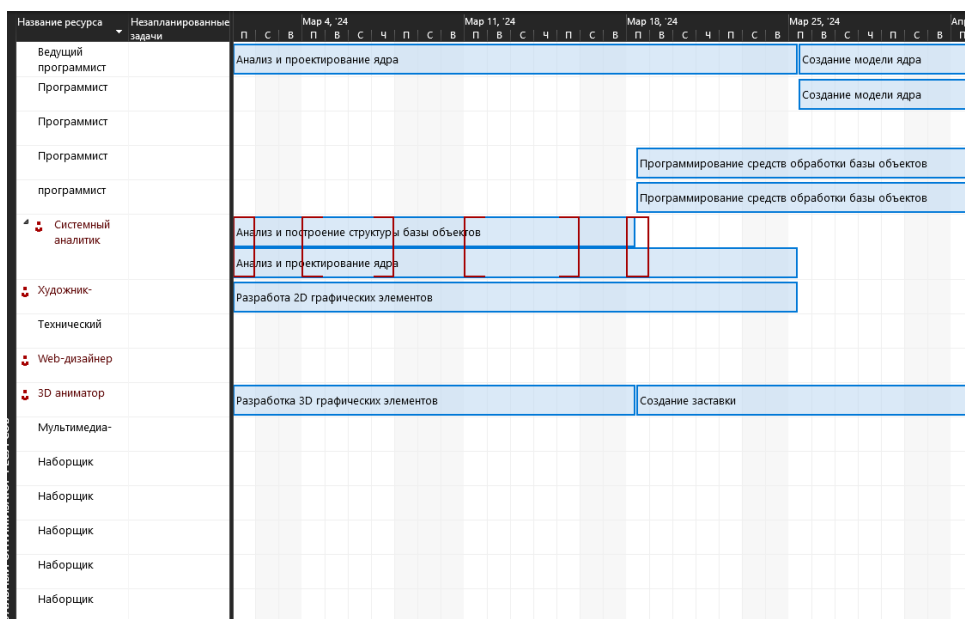 Название ресурса
Незапланированные
задачи
Мар 4, '24
Мар 11, '24
Мар 18, '24
Мар 25, '24
Апр
П С В П В С Ч П С В П В С Ч П С В П В С Ч П С В П В С Ч П С В П
Ведущий
программист
Анализ и проектирование ядра
Создание модели ядра
Программист
Создание модели ядра
Программист
Программист
Программирование средств обработки базы объектов
программист
Программирование средств обработки базы объектов
Системный
аналитик
Анализ и построение структуры базы объектов
Анализ и проектирование ядра
Художник-
Разработа 2D графических элементов
Технический
Web-дизайнер
3D аниматор
Разработка 3D графических элементов
Создание заставки
Мультимедиа-
Наборщик
Наборщик
Наборщик
Наборщик
Наборщик